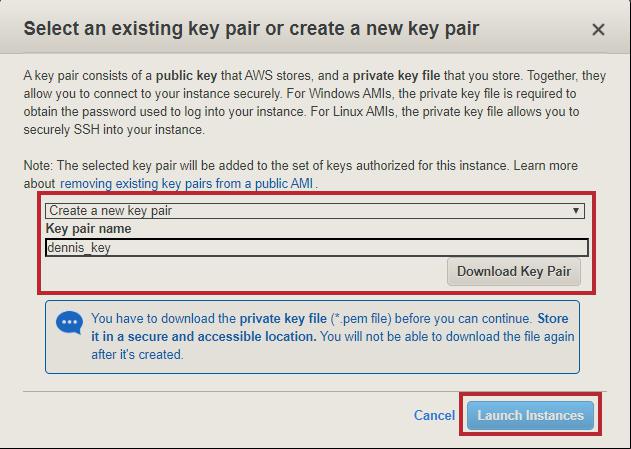 Select an existing key pair or create a new key pair
A key pair consists of a public key that AWS stores, and a private key file that you store. Together, they
allow you to connect to your instance securely. For Windows AMIs, the private key file is required to
obtain the password used to log into your instance. For Linux AMIs, the private key file allows you to
securely SSH into your instance.
Note: The selected key pair will be added to the set of keys authorized for this instance. Learn more
about removing existing key pairs from a public AMI .
Create a new key pair
Key pair name
dennis_key
Download Key Pair
You have to download the private key file (*.pem file) before you can continue. Store
it in a secure and accessible location. You will not be able to download the file again
after it's created.
Cancel Launch Instances